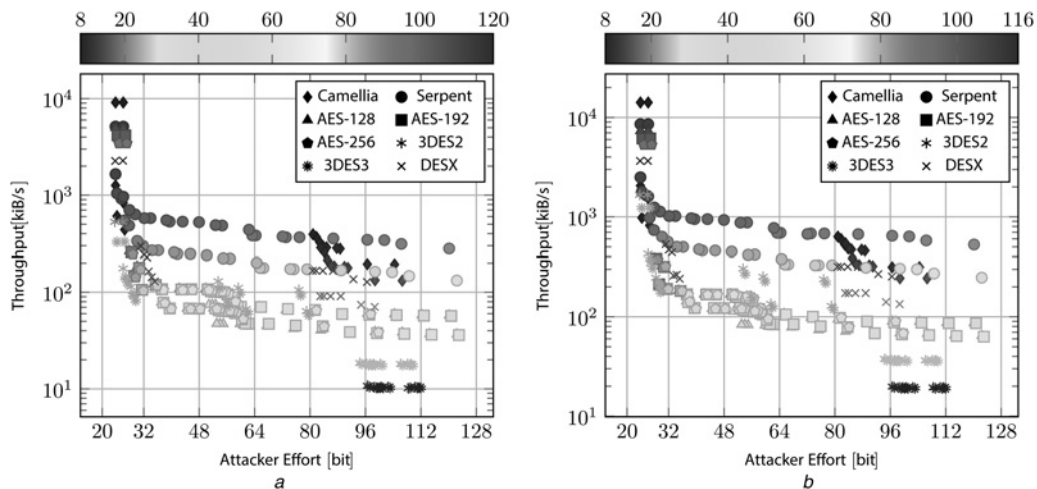 8 20 40 60 80 100 120
Throughput[kiB/s]
10^4
10^3
10^2
10^1
Camellia Serpent
AES-128 AES-192
AES-256 3DES2
3DES3 DESX
20 32 48 64 80 96 112 128
Attacker Effort [bit]
a
8 20 40 60 80 100 116
Throughput[kiB/s]
10^4
10^3
10^2
10^1
Camellia Serpent
AES-128 AES-192
AES-256 3DES2
3DES3 DESX
20 32 48 64 80 96 112 128
Attacker Effort [bit]
b